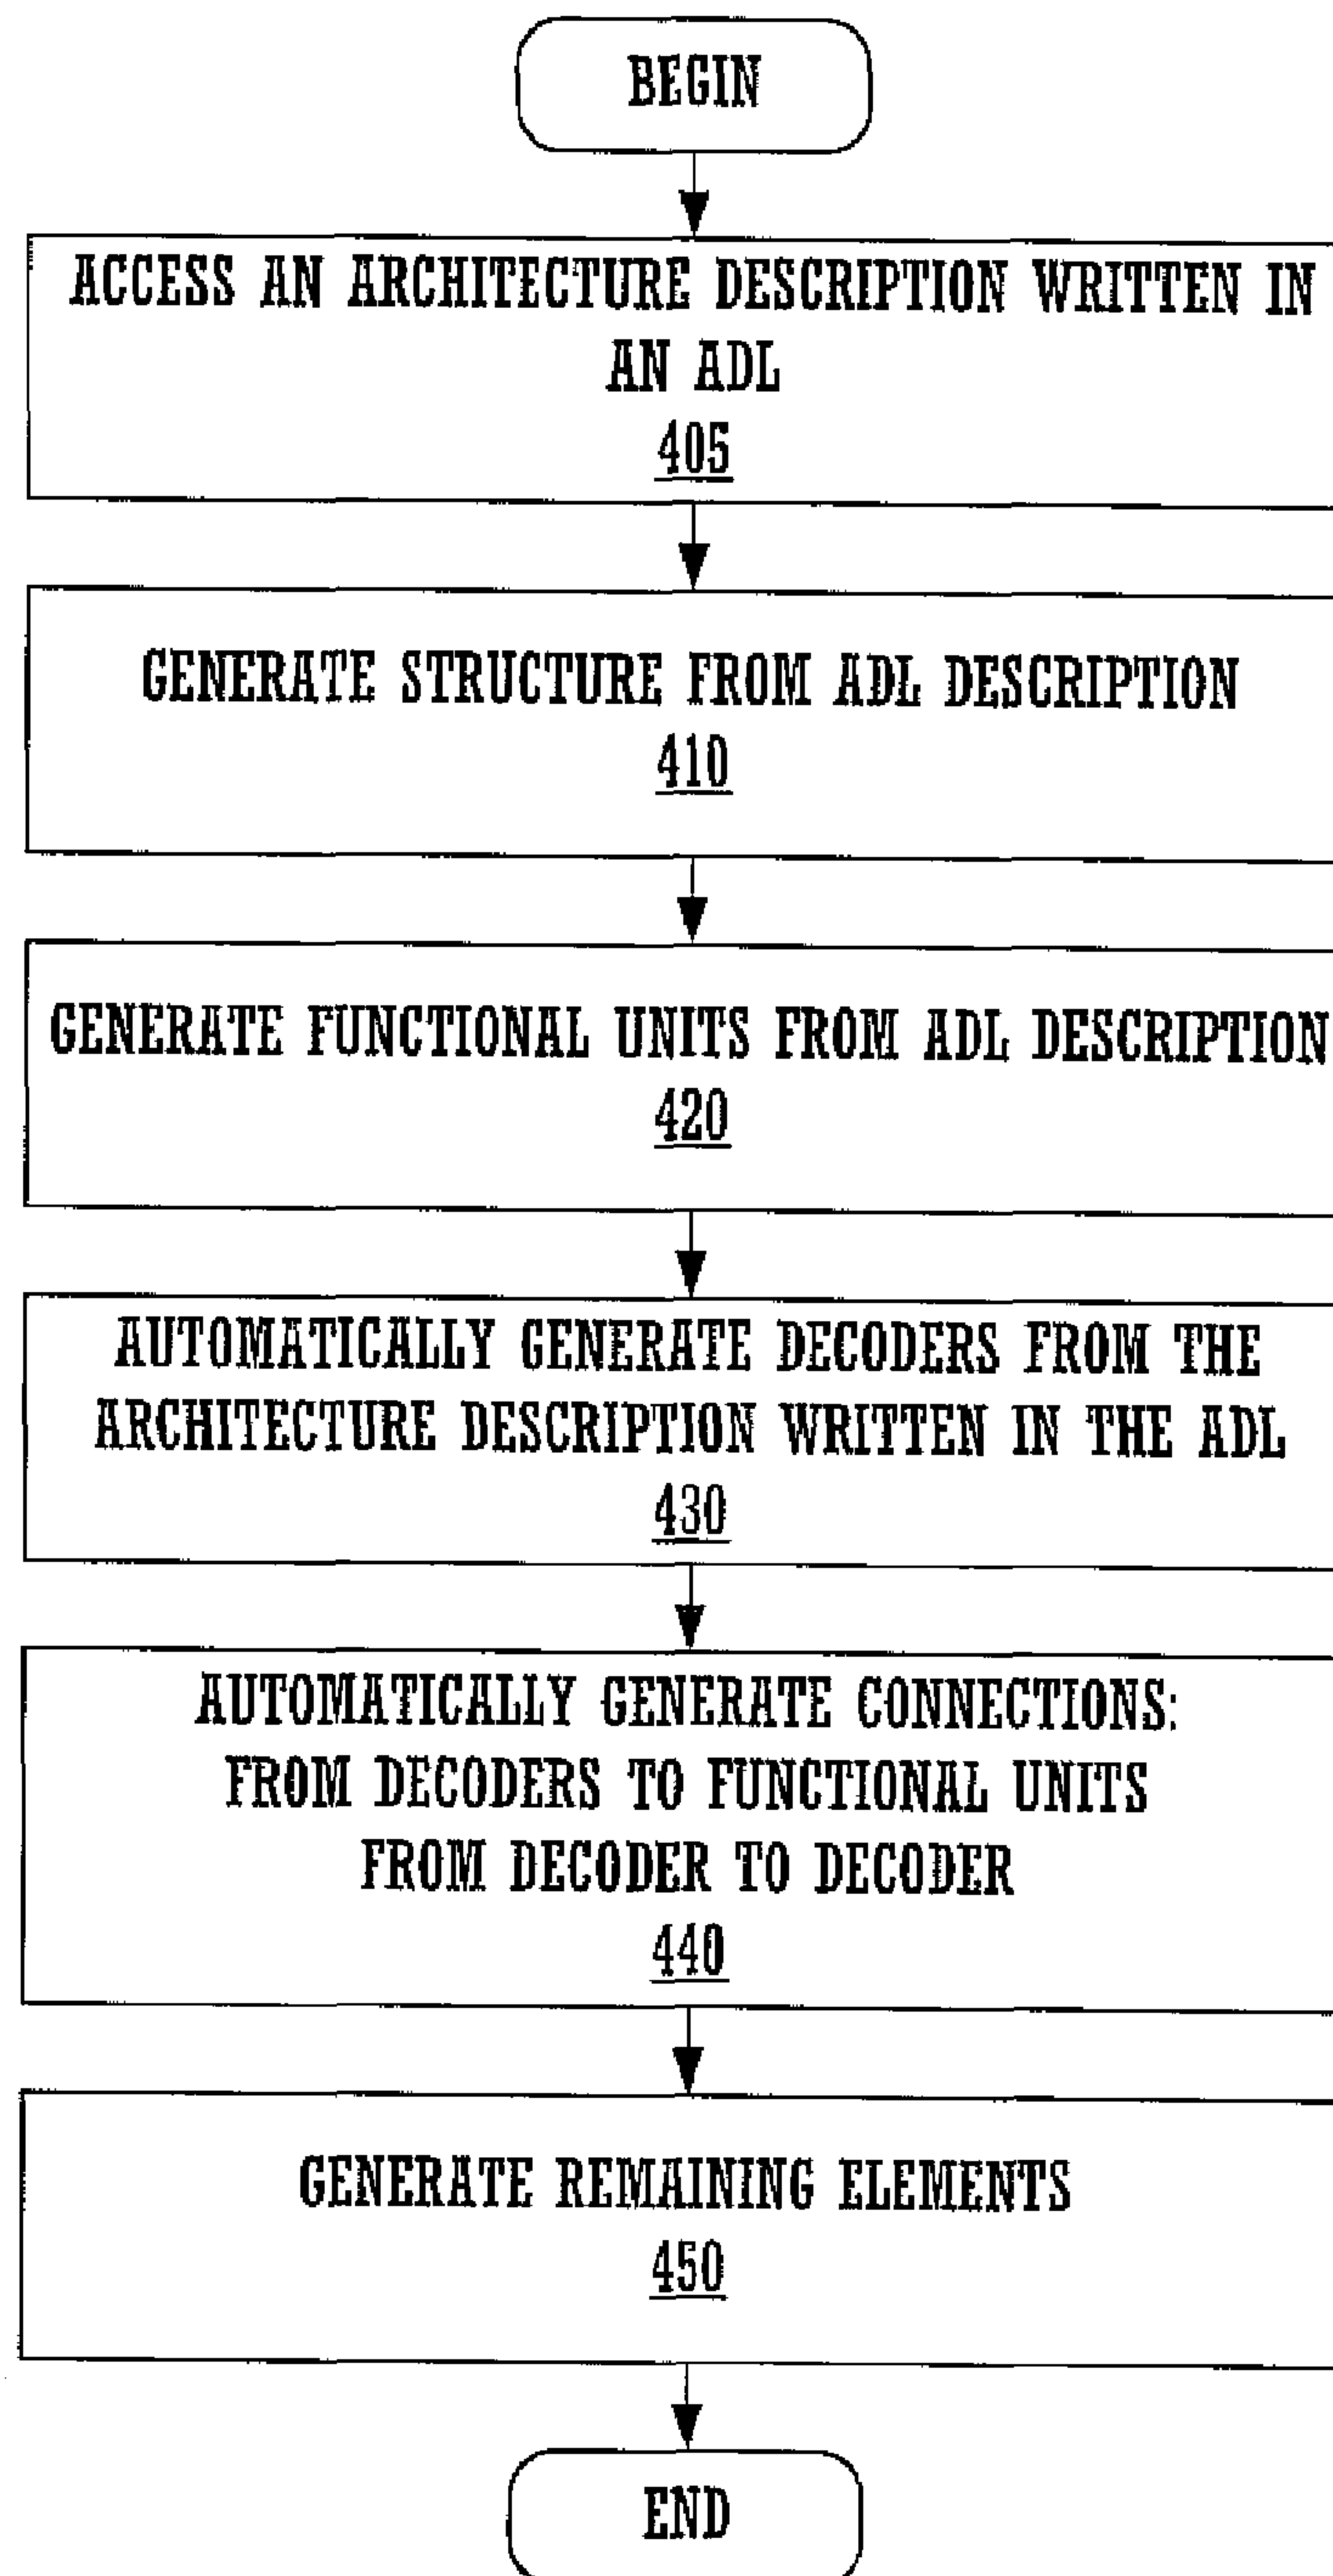 BEGIN
ACCESS AN ARCHITECTURE DESCRIPTION WRITTEN IN
AN ADL
405
GENERATE STRUCTURE FROM ADL DESCRIPTION
410
GENERATE FUNCTIONAL UNITS FROM ADL DESCRIPTION
420
AUTOMATICALLY GENERATE DECODERS FROM THE
ARCHITECTURE DESCRIPTION WRITTEN IN THE ADL
430
AUTOMATICALLY GENERATE CONNECTIONS:
FROM DECODERS TO FUNCTIONAL UNITS
FROM DECODER TO DECODER
440
GENERATE REMAINING ELEMENTS
450
END